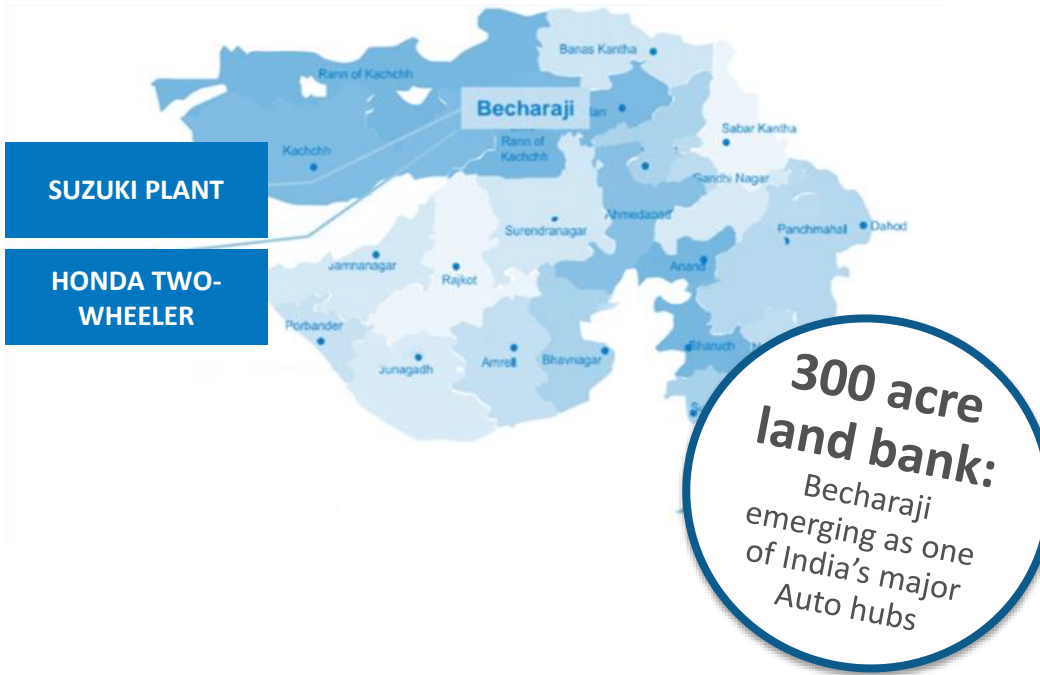 Banas Kantha
Rann of Kachchh
Becharaji
tan
Sabar Kantha
Rann of
Kachchh
Kachchh
Gandhi Nagar
SUZUKI PLANT
Ahmedabad
Surendranagar
Panchmahal
Dahod
Jamnanagar
Rajkot
Anand
HONDA TWO-
WHEELER
Porbander
Junagadh
Amreli
Bhavnagar
Bharuch
300 acre
land bank:
Becharaji
emerging as one
of India's major
Auto hubs